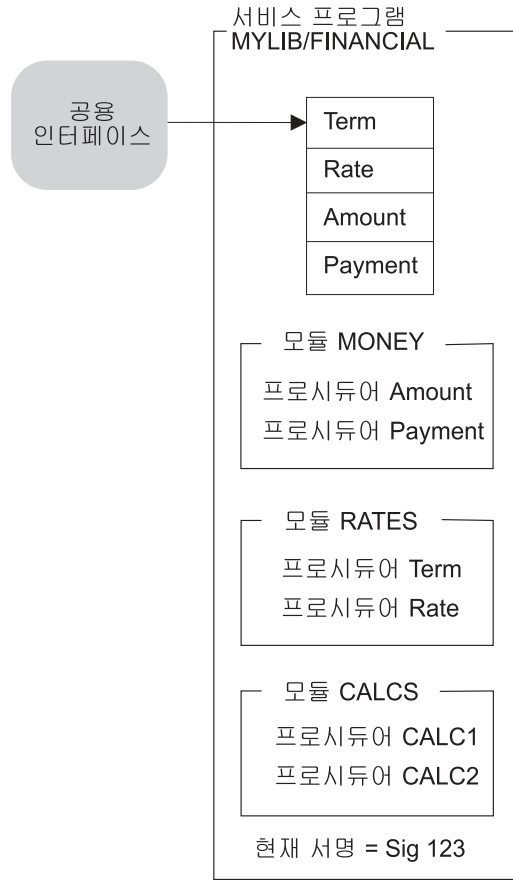 서비스 프로그램
MYLIB/FINANCIAL
공용
인터페이스
Term
Rate
Amount
Payment
모듈 MONEY
프로시듀어 Amount
프로시듀어 Payment
모듈 RATES
프로시듀어 Term
프로시듀어 Rate
모듈 CALCS
프로시듀어 CALC1
프로시듀어 CALC2
현재 서명 = Sig 123